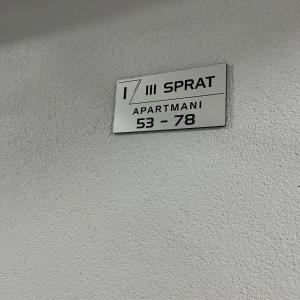 I / III SPRAT
APARTMANI
53 - 78